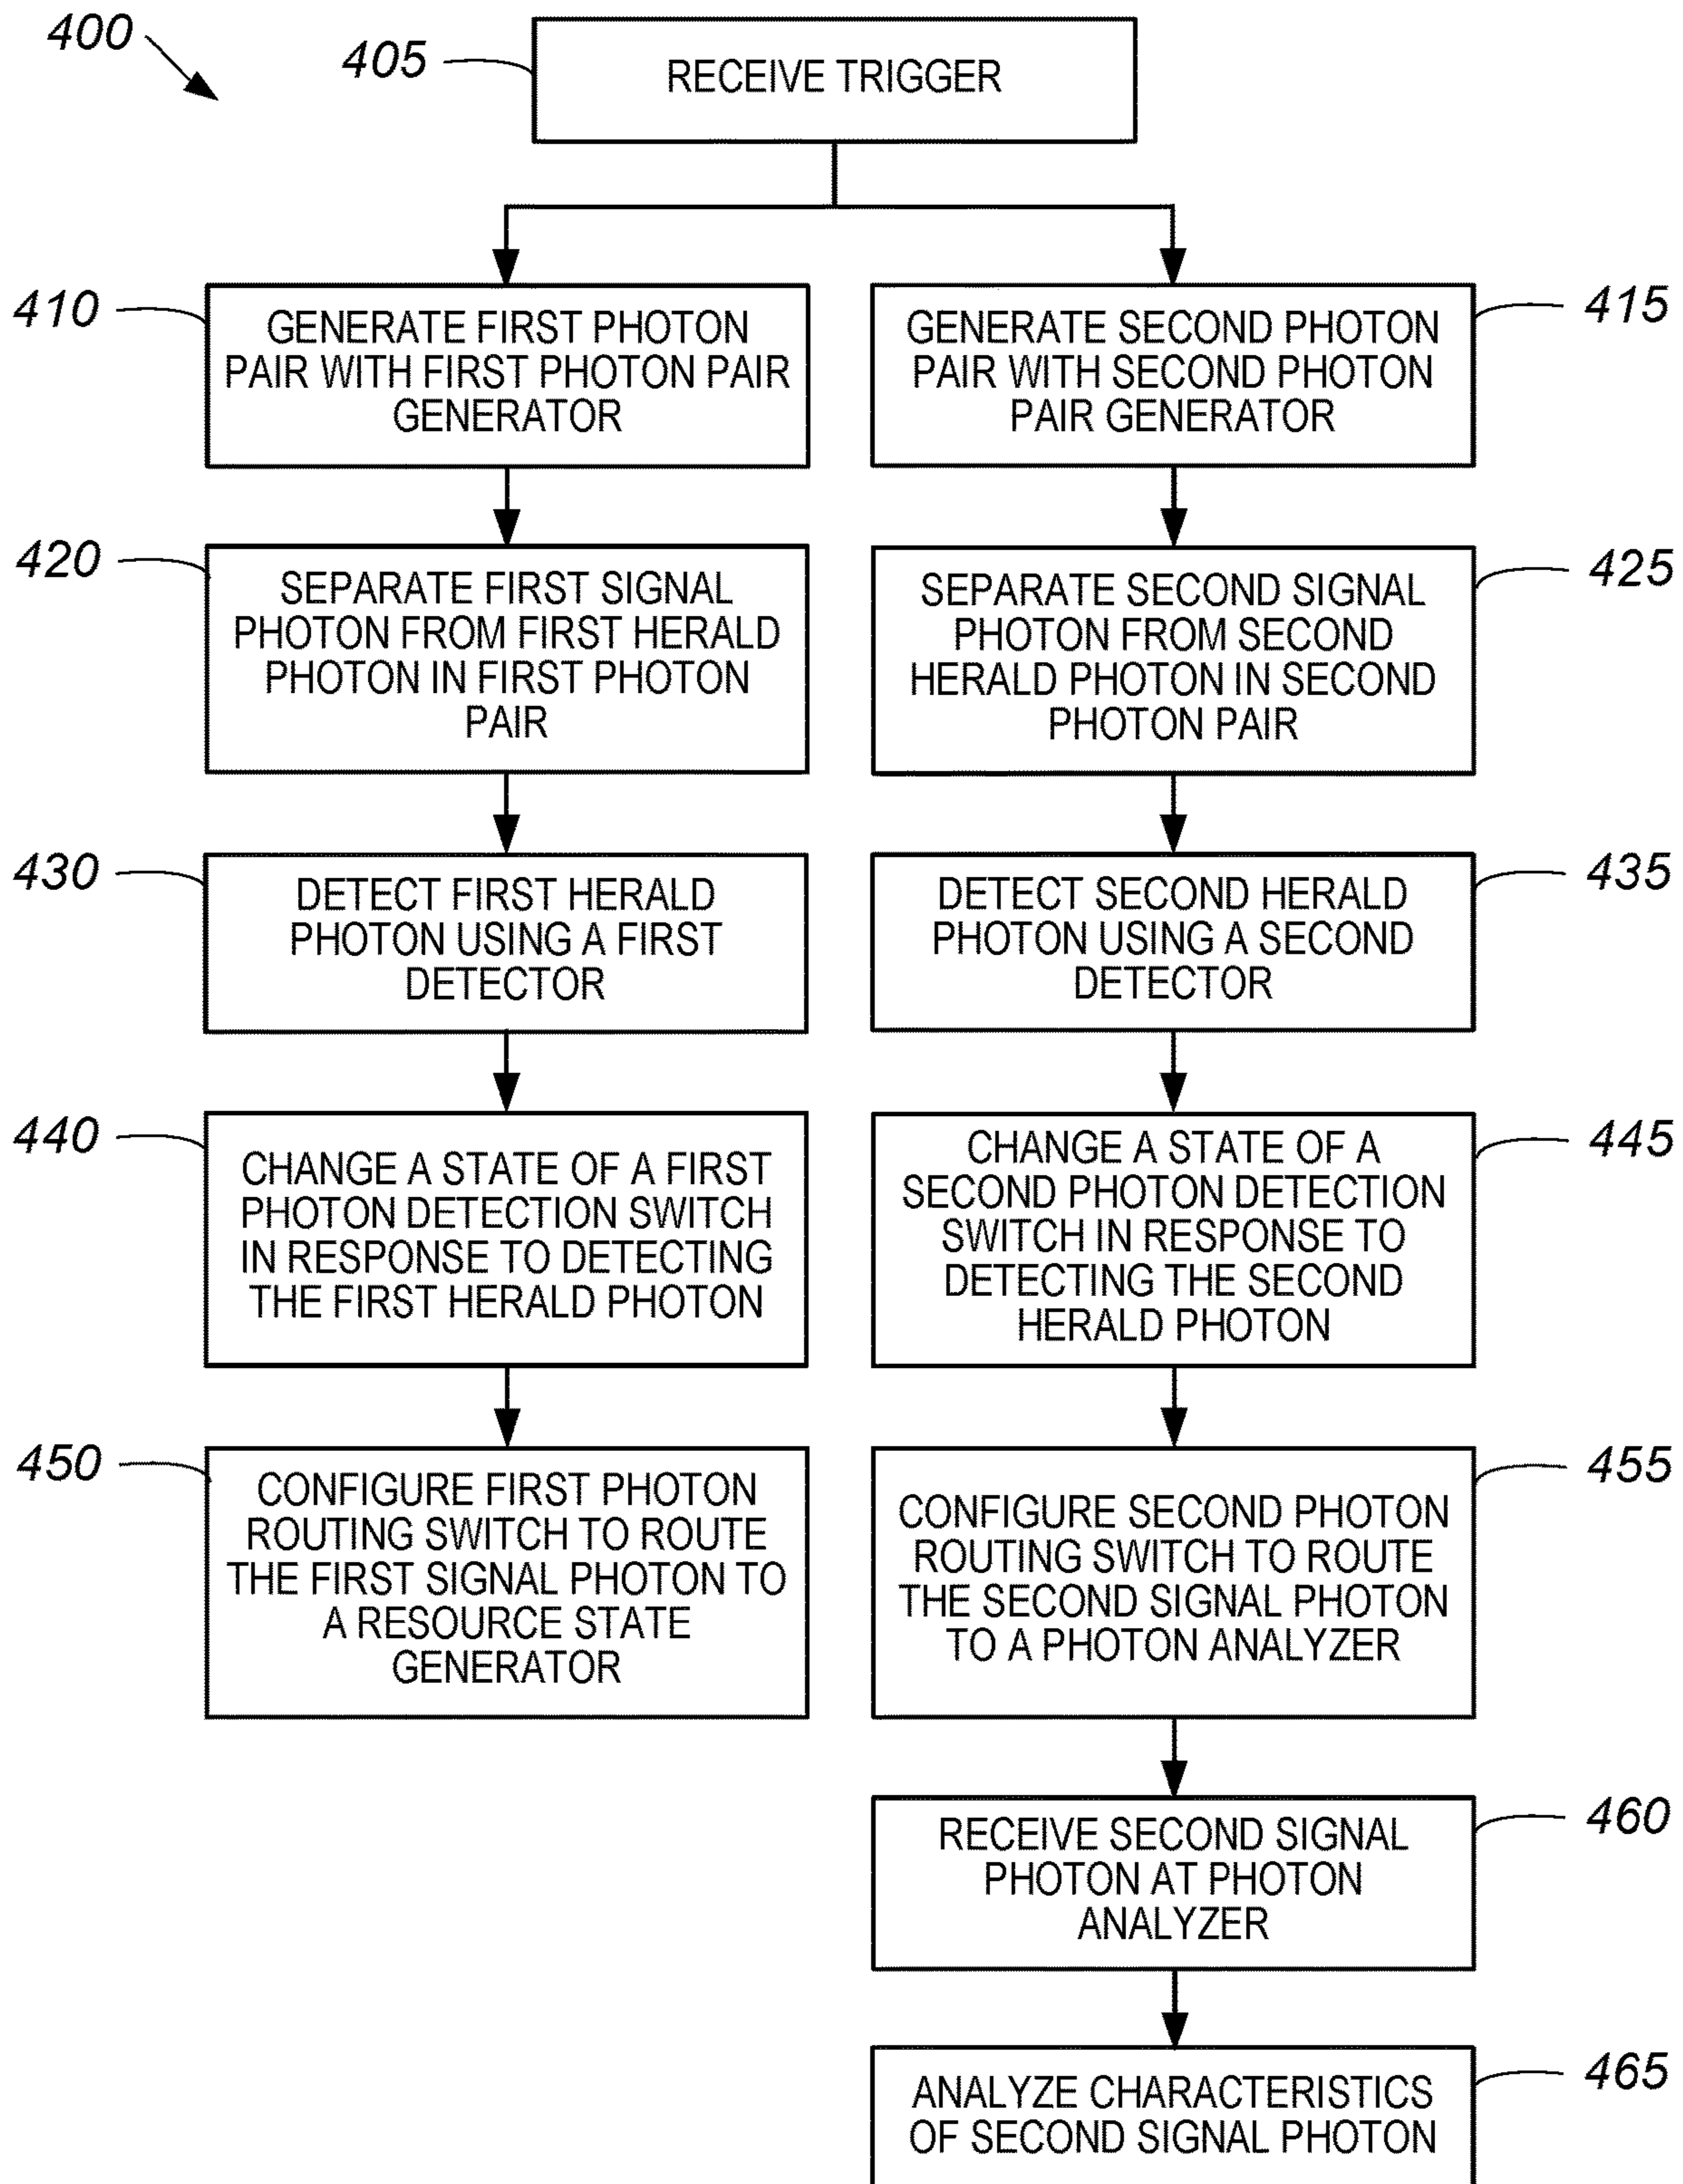 400
405
RECEIVE TRIGGER
410
GENERATE FIRST PHOTON
PAIR WITH FIRST PHOTON PAIR
GENERATOR
GENERATE SECOND PHOTON
PAIR WITH SECOND PHOTON
PAIR GENERATOR
415
420
SEPARATE FIRST SIGNAL
PHOTON FROM FIRST HERALD
PHOTON IN FIRST PHOTON
PAIR
SEPARATE SECOND SIGNAL
PHOTON FROM SECOND
HERALD PHOTON IN SECOND
PHOTON PAIR
425
430
DETECT FIRST HERALD
PHOTON USING A FIRST
DETECTOR
DETECT SECOND HERALD
PHOTON USING A SECOND
DETECTOR
435
440
CHANGE A STATE OF A FIRST
PHOTON DETECTION SWITCH
IN RESPONSE TO DETECTING
THE FIRST HERALD PHOTON
CHANGE A STATE OF A
SECOND PHOTON DETECTION
SWITCH IN RESPONSE TO
DETECTING THE SECOND
HERALD PHOTON
445
450
CONFIGURE FIRST PHOTON
ROUTING SWITCH TO ROUTE
THE FIRST SIGNAL PHOTON TO
A RESOURCE STATE
GENERATOR
CONFIGURE SECOND PHOTON
ROUTING SWITCH TO ROUTE
THE SECOND SIGNAL PHOTON
TO A PHOTON ANALYZER
455
RECEIVE SECOND SIGNAL
PHOTON AT PHOTON
ANALYZER
460
ANALYZE CHARACTERISTICS
OF SECOND SIGNAL PHOTON
465